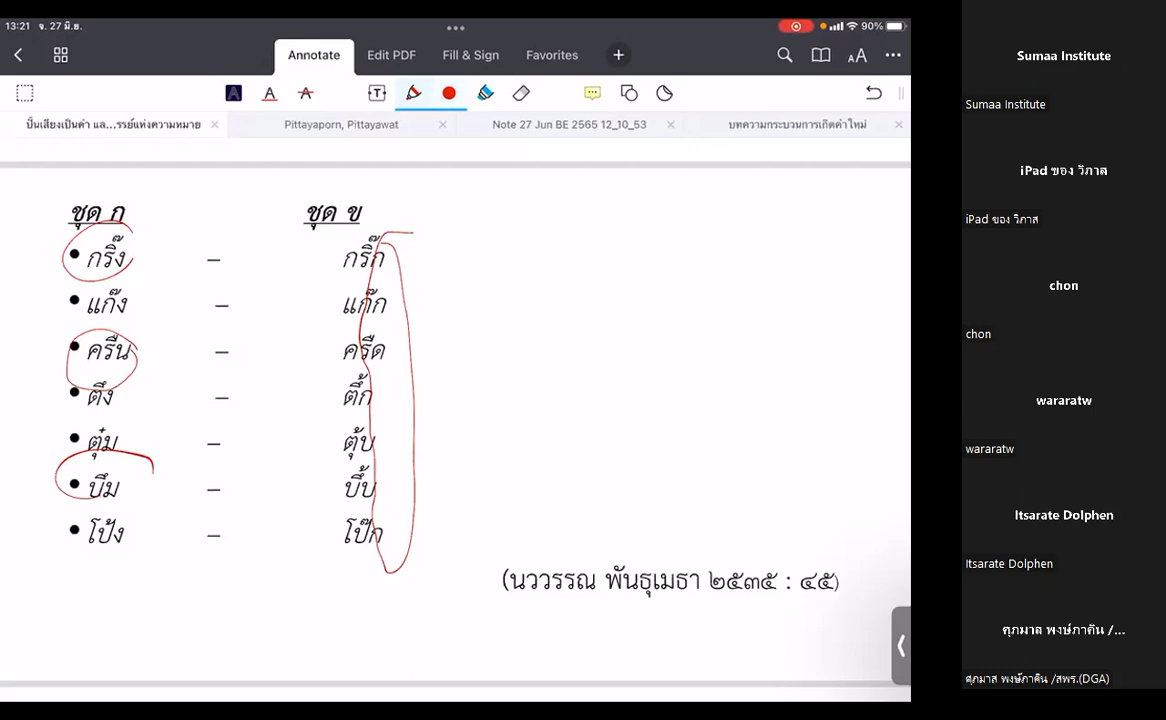 13:21 จ. 27 มิ.ย.
90%
Annotate Edit PDF Fill & Sign Favorites
AA
A A A T
ปั้นเสียงเป็นคำ แล...รรย์แห่งความหมาย Pittayaporn, Pittayawat Note 27 Jun BE 2565 12_10_53 บทความกระบวนการเกิดคำใหม่
ชุด ก ชุด ข
• กริ๊ง – กริ๊ก
• แก๊ง – แก๊ก
• ครืน – ครืด
• ตึง – ตึ้ก
• ตุ๋ม – ตุ้บ
• บึม – บึ้บ
• โป้ง – โป๊ก
(นววรรณ พันธุเมธา ๒๕๓๕ : ๔๕)
Sumaa Institute
Sumaa Institute
iPad ของ วิภาส
iPad ของ วิภาส
chon
chon
wararatw
wararatw
Itsarate Dolphen
Itsarate Dolphen
ศุภมาส พงษ์ภาคิน /...
ศุภมาส พงษ์ภาคิน /สพร.(DGA)